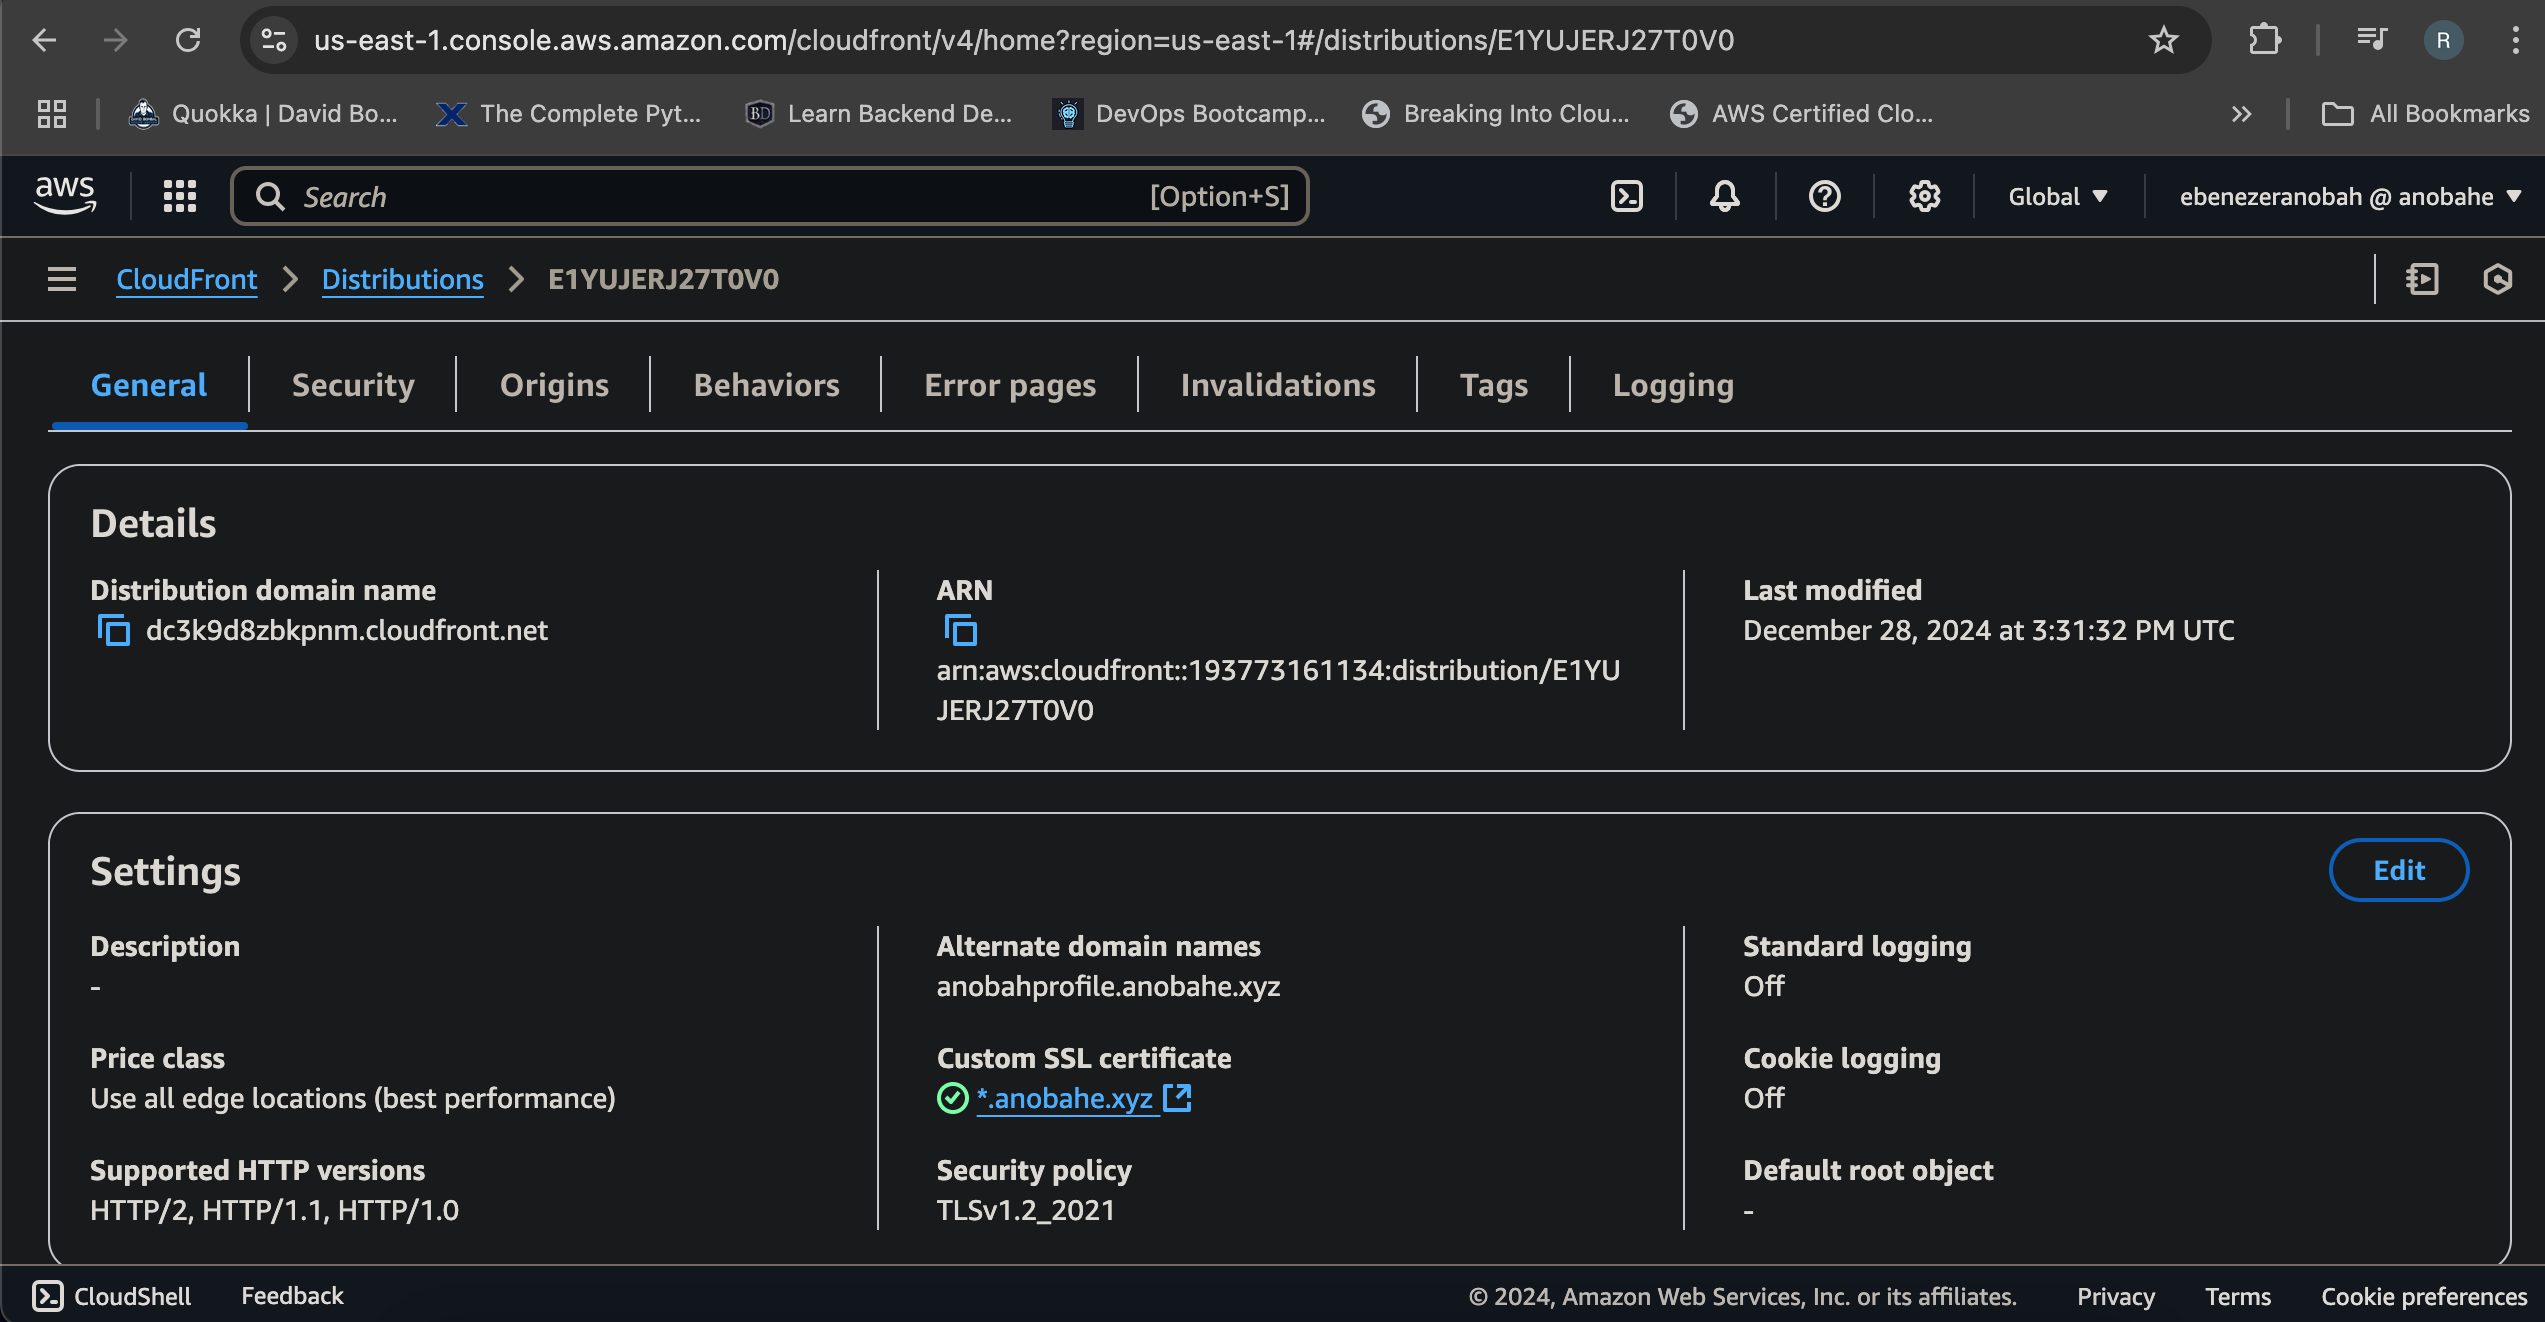 us-east-1.console.aws.amazon.com/cloudfront/v4/home?region=us-east-1#/distributions/E1YUJERJ27T0V0
R
Quokka | David Bo...
The Complete Pyt...
BD
Learn Backend De...
DevOps Bootcamp...
Breaking Into Clou...
AWS Certified Clo...
All Bookmarks
aws
Search
[Option+S]
Global
ebenezeranobah @ anobahe
CloudFront
Distributions
E1YUJERJ27T0V0
General
Security
Origins
Behaviors
Error pages
Invalidations
Tags
Logging
Details
Distribution domain name
dc3k9d8zbkpnm.cloudfront.net
ARN
arn:aws:cloudfront::193773161134:distribution/E1YU
JERJ27T0V0
Last modified
December 28, 2024 at 3:31:32 PM UTC
Settings
Edit
Description
-
Price class
Use all edge locations (best performance)
Supported HTTP versions
HTTP/2, HTTP/1.1, HTTP/1.0
Alternate domain names
anobahprofile.anobahe.xyz
Custom SSL certificate
*.anobahe.xyz
Security policy
TLSv1.2_2021
Standard logging
Off
Cookie logging
Off
Default root object
-
CloudShell
Feedback
© 2024, Amazon Web Services, Inc. or its affiliates.
Privacy
Terms
Cookie preferences